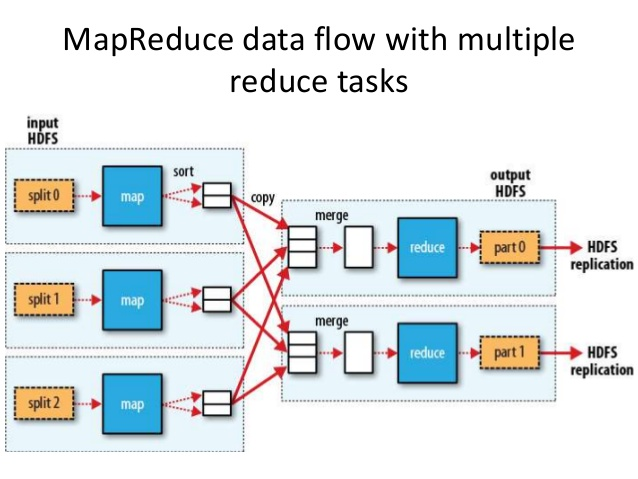 MapReduce data flow with multiple
reduce tasks
input
HDFS
split 0
map
sort
copy
split 1
map
split 2
map
merge
reduce
output
HDFS
part 0
HDFS
replication
merge
reduce
part 1
HDFS
replication